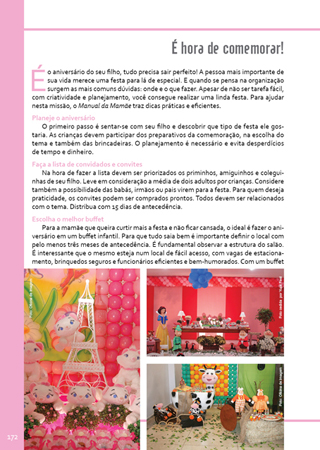 É hora de comemorar!
É o aniversário do seu filho, tudo precisa sair perfeito! A pessoa mais importante de
sua vida merece uma festa para lá de especial. E quando se pensa na organização
surgem as mais comuns dúvidas: onde e o que fazer. Apesar de não ser tarefa fácil,
com criatividade e planejamento, você consegue realizar uma linda festa. Para ajudar
nesta missão, o Manual da Mamãe traz dicas práticas e eficientes.
Planeje o aniversário
O primeiro passo é sentar-se com seu filho e descobrir que tipo de festa ele gos-
taria. As crianças devem participar dos preparativos da comemoração, na escolha do
tema e também das brincadeiras. O planejamento é necessário e evita desperdícios
de tempo e dinheiro.
Faça a lista de convidados e convites
Na hora de fazer a lista devem ser priorizados os priminhos, amiguinhos e colegui-
nhas de seu filho. Leve em consideração a média de dois adultos por crianças. Considere
também a possibilidade das babás, irmãos ou pais virem para a festa. Para quem deseja
praticidade, os convites podem ser comprados prontos. Todos devem ser relacionados
com o tema. Distribua com 15 dias de antecedência.
Escolha o melhor buffet
Para a mamãe que queira curtir mais a festa e não ficar cansada, o ideal é fazer o ani-
versário em um buffet infantil. Para que tudo saia bem é importante definir o local com
pelo menos três meses de antecedência. É fundamental observar a estrutura do salão.
É interessante que o mesmo esteja num local de fácil acesso, com vagas de estaciona-
mento, brinquedos seguros e funcionários eficientes e bem-humorados. Com um buffet
172